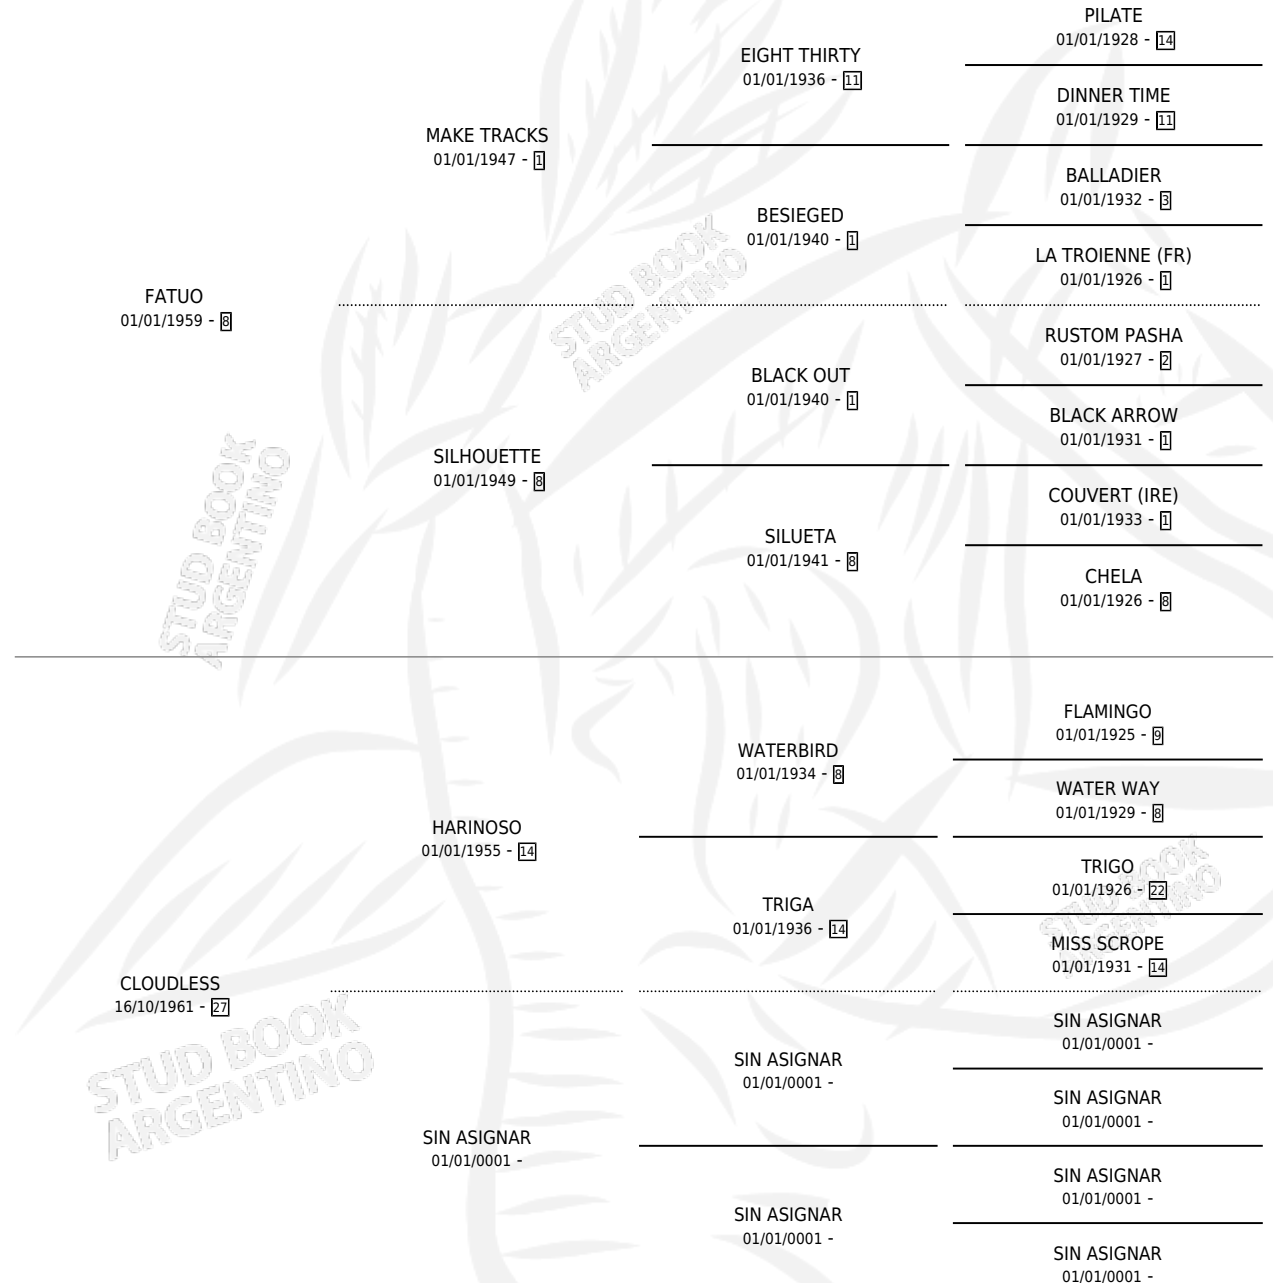 PILATE
01/01/1928 - 14
EIGHT THIRTY
01/01/1936 - 11
DINNER TIME
01/01/1929 - 11
MAKE TRACKS
01/01/1947 - 1
BALLADIER
01/01/1932 - 3
BESIEGED
01/01/1940 - 1
LA TROIENNE (FR)
01/01/1926 - 1
FATUO
01/01/1959 - 8
RUSTOM PASHA
01/01/1927 - 2
BLACK OUT
01/01/1940 - 1
BLACK ARROW
01/01/1931 - 1
SILHOUETTE
01/01/1949 - 8
COUVERT (IRE)
01/01/1933 - 1
SILUETA
01/01/1941 - 8
CHELA
01/01/1926 - 8
FLAMINGO
01/01/1925 - 9
WATERBIRD
01/01/1934 - 8
WATER WAY
01/01/1929 - 8
HARINOSO
01/01/1955 - 14
TRIGO
01/01/1926 - 22
TRIGA
01/01/1936 - 14
MISS SCROPE
01/01/1931 - 14
CLOUDLESS
16/10/1961 - 27
SIN ASIGNAR
01/01/0001 -
SIN ASIGNAR
01/01/0001 -
SIN ASIGNAR
01/01/0001 -
SIN ASIGNAR
01/01/0001 -
SIN ASIGNAR
01/01/0001 -
SIN ASIGNAR
01/01/0001 -
SIN ASIGNAR
01/01/0001 -
STUD BOOK
ARGENTINO
STUD BOOK
ARGENTINO
STUD BOOK
ARGENTINO
STUD BOOK
ARGENTINO